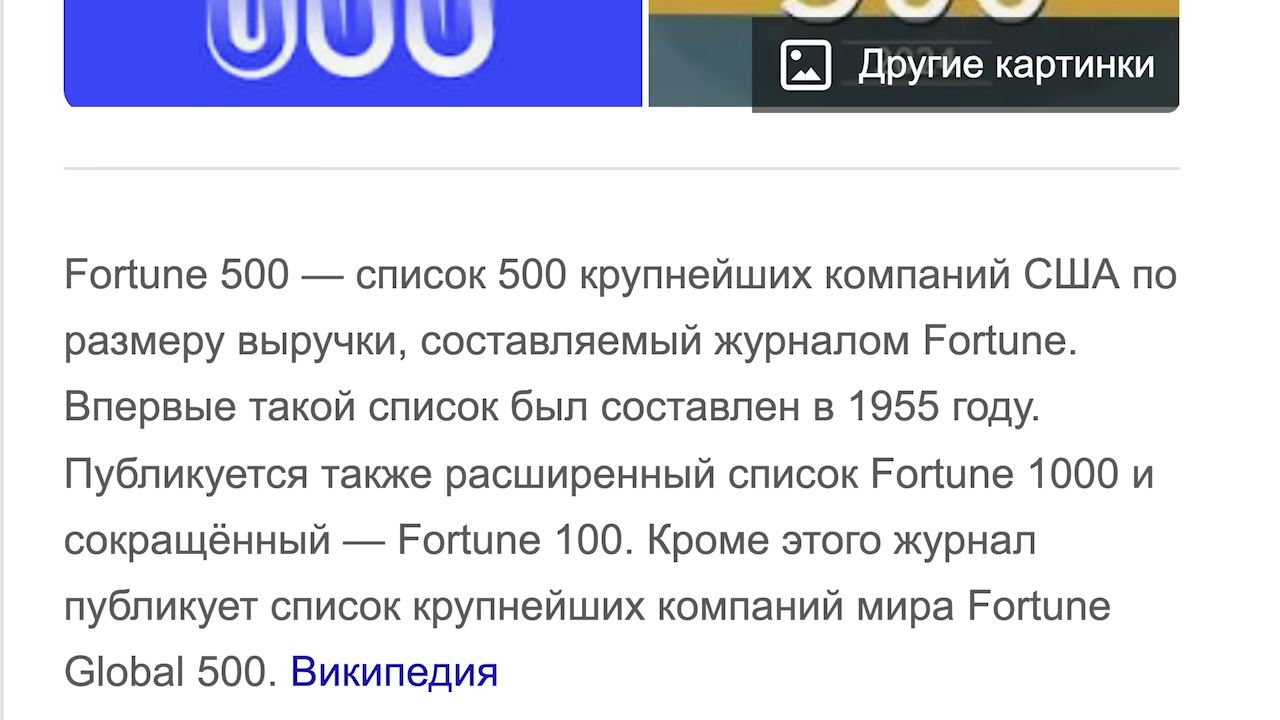 Другие картинки
Fortune 500 — список 500 крупнейших компаний США по
размеру выручки, составляемый журналом Fortune.
Впервые такой список был составлен в 1955 году.
Публикуется также расширенный список Fortune 1000 и
сокращённый — Fortune 100. Кроме этого журнал
публикует список крупнейших компаний мира Fortune
Global 500. Википедия